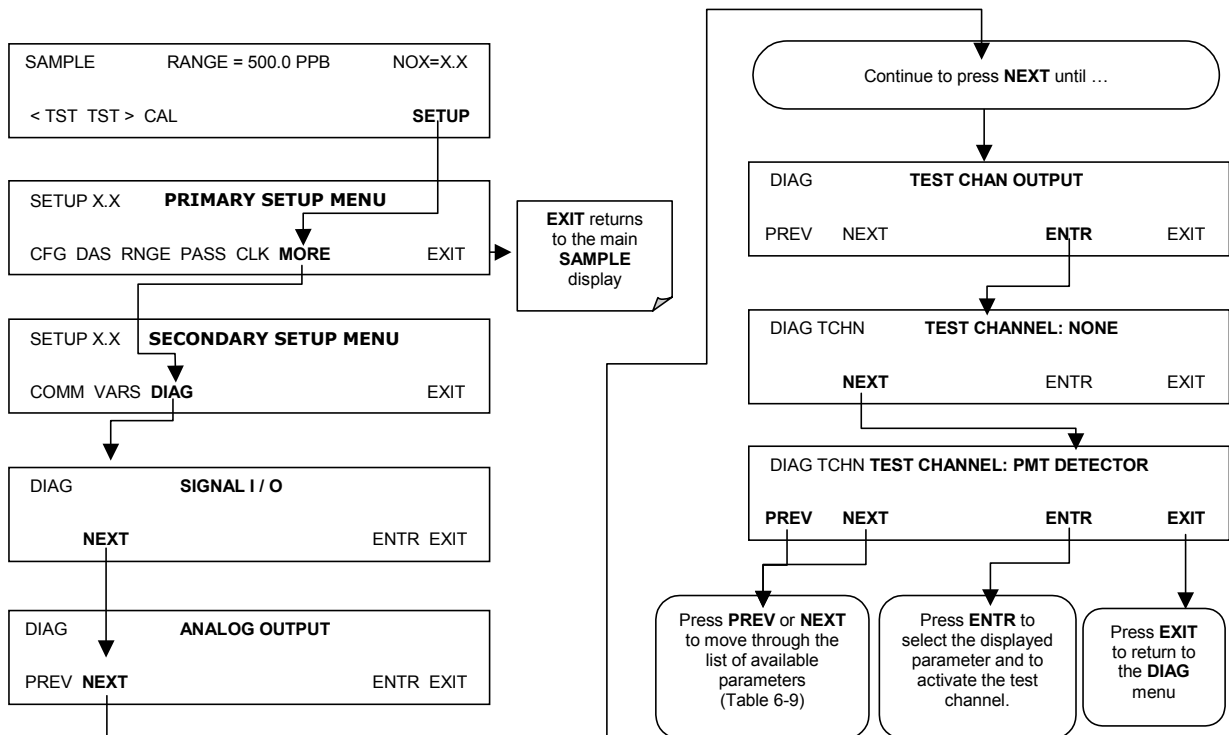 SAMPLE RANGE = 500.0 PPB NOX=X.X
< TST TST > CAL SETUP
SETUP X.X PRIMARY SETUP MENU
CFG DAS RNGE PASS CLK MORE EXIT
EXIT returns
to the main
SAMPLE
display
SETUP X.X SECONDARY SETUP MENU
COMM VARS DIAG EXIT
DIAG SIGNAL I / O
NEXT ENTR EXIT
DIAG ANALOG OUTPUT
PREV NEXT ENTR EXIT
Continue to press NEXT until …
DIAG TEST CHAN OUTPUT
PREV NEXT ENTR EXIT
DIAG TCHN TEST CHANNEL: NONE
NEXT ENTR EXIT
DIAG TCHN TEST CHANNEL: PMT DETECTOR
PREV NEXT ENTR EXIT
Press PREV or NEXT
to move through the
list of available
parameters
(Table 6-9)
Press ENTR to
select the displayed
parameter and to
activate the test
channel.
Press EXIT
to return to
the DIAG
menu